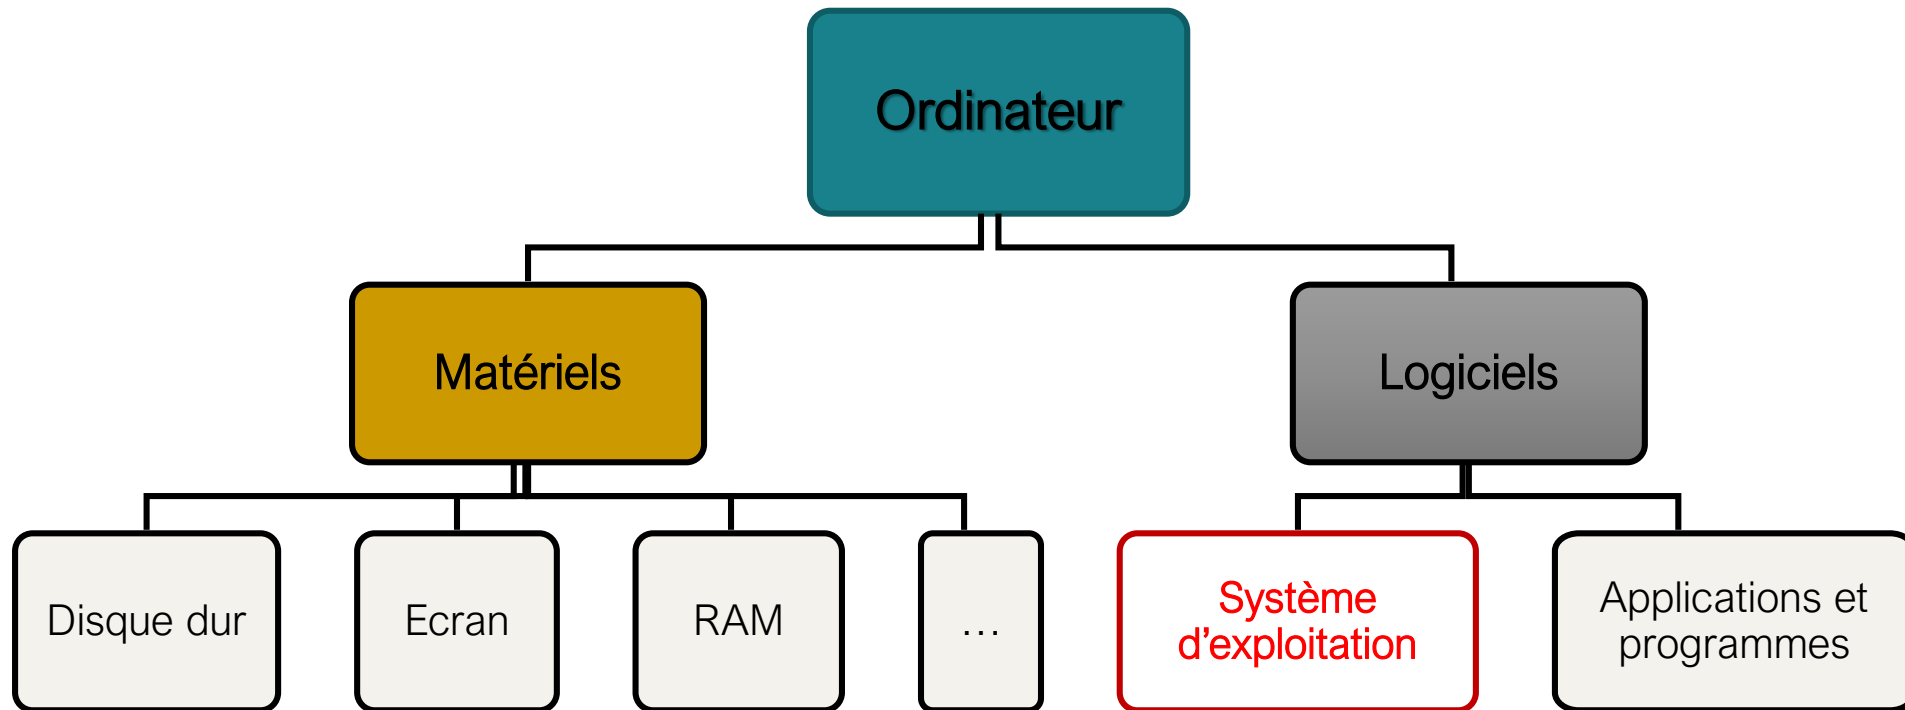 Ordinateur
Matériels
Logiciels
Disque dur
Ecran
RAM
...
Système
d’exploitation
Applications et
programmes